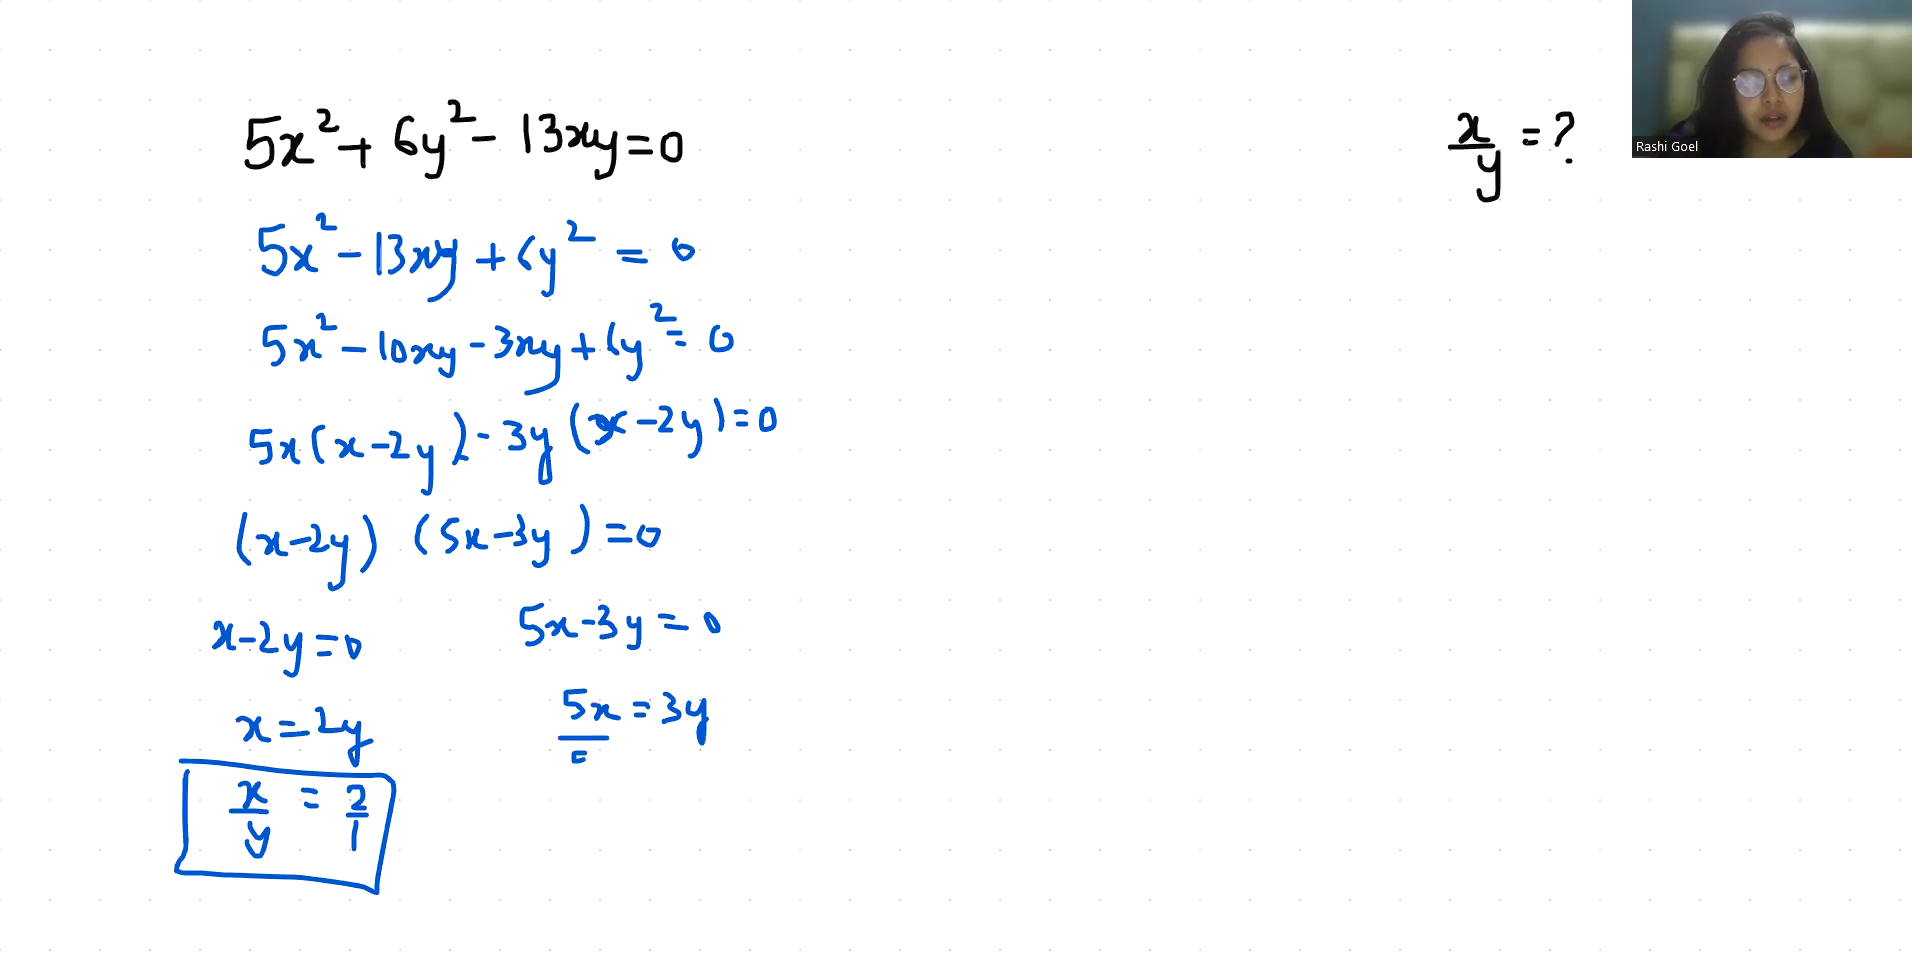 5x² + 6y² - 13xy = 0
x/y = ?
Rashi Goel
5x² - 13xy + 6y² = 0
5x² - 10xy - 3xy + 6y² = 0
5x(x-2y) - 3y(x-2y) = 0
(x-2y) (5x-3y) = 0
x-2y=0
5x-3y = 0
x = 2y
5x = 3y
x/y = 2/1